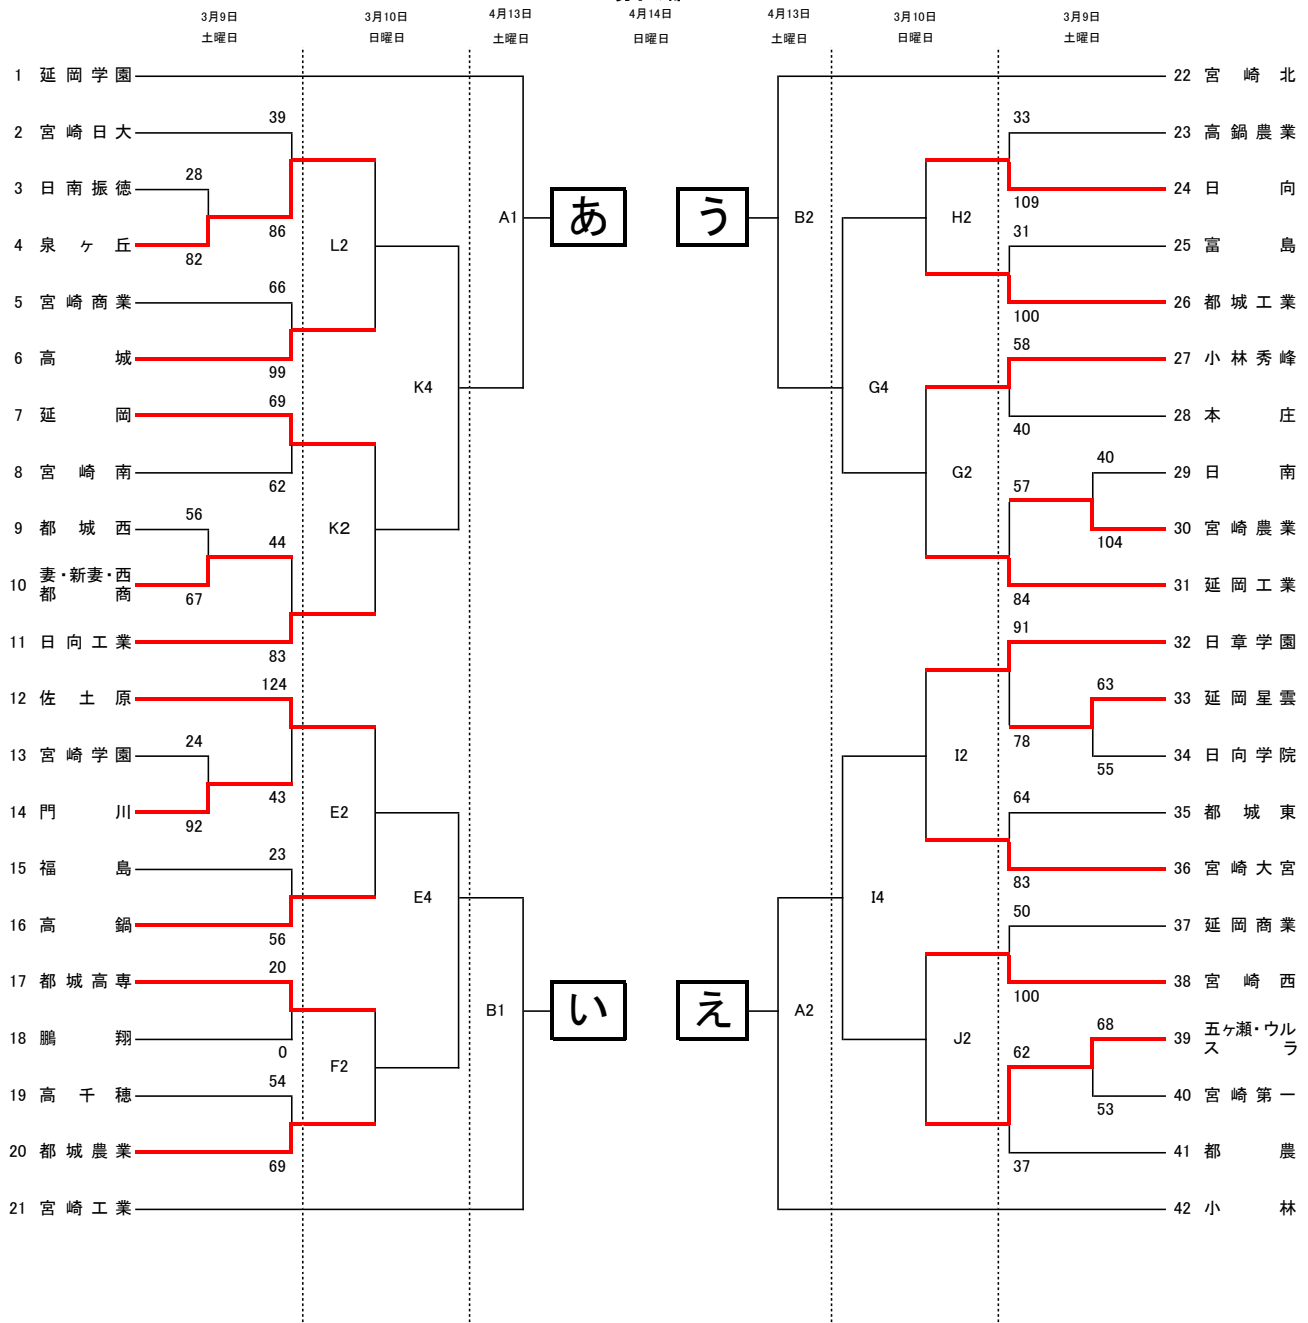 3月9日 3月10日 4月13日 4月14日 4月13日 3月10日 3月9日
土曜日 日曜日 土曜日 日曜日 土曜日 日曜日 土曜日
1 延岡学園
2 宮崎日大 39
3 日南振徳 28
4 泉ヶ丘 82 86
5 宮崎商業 66
6 高城 99
7 延岡 69
8 宮崎南 62
9 都城西 56
10 妻・新妻・西
都商 67 44
11 日向工業 83
12 佐土原 124
13 宮崎学園 24
14 門川 92 43
15 福島 23
16 高鍋 56
17 都城高専 20
18 鵬翔 0
19 高千穂 54
20 都城農業 69
21 宮崎工業
L2
K2
K4
A1
E2
F2
E4
B1
あ
い
う
え
B2
H2
G2
G4
I2
J2
I4
A2
22 宮崎北
33 23 高鍋農業
109 24 日向
31 25 富島
100 26 都城工業
58 27 小林秀峰
40 28 本庄
40 29 日南
57 104 30 宮崎農業
84 31 延岡工業
91 32 日章学園
63 33 延岡星雲
78 55 34 日向学院
64 35 都城東
83 36 宮崎大宮
50 37 延岡商業
100 38 宮崎西
68 39 五ヶ瀬・ウル
スラ
62 53 40 宮崎第一
37 41 都農
42 小林